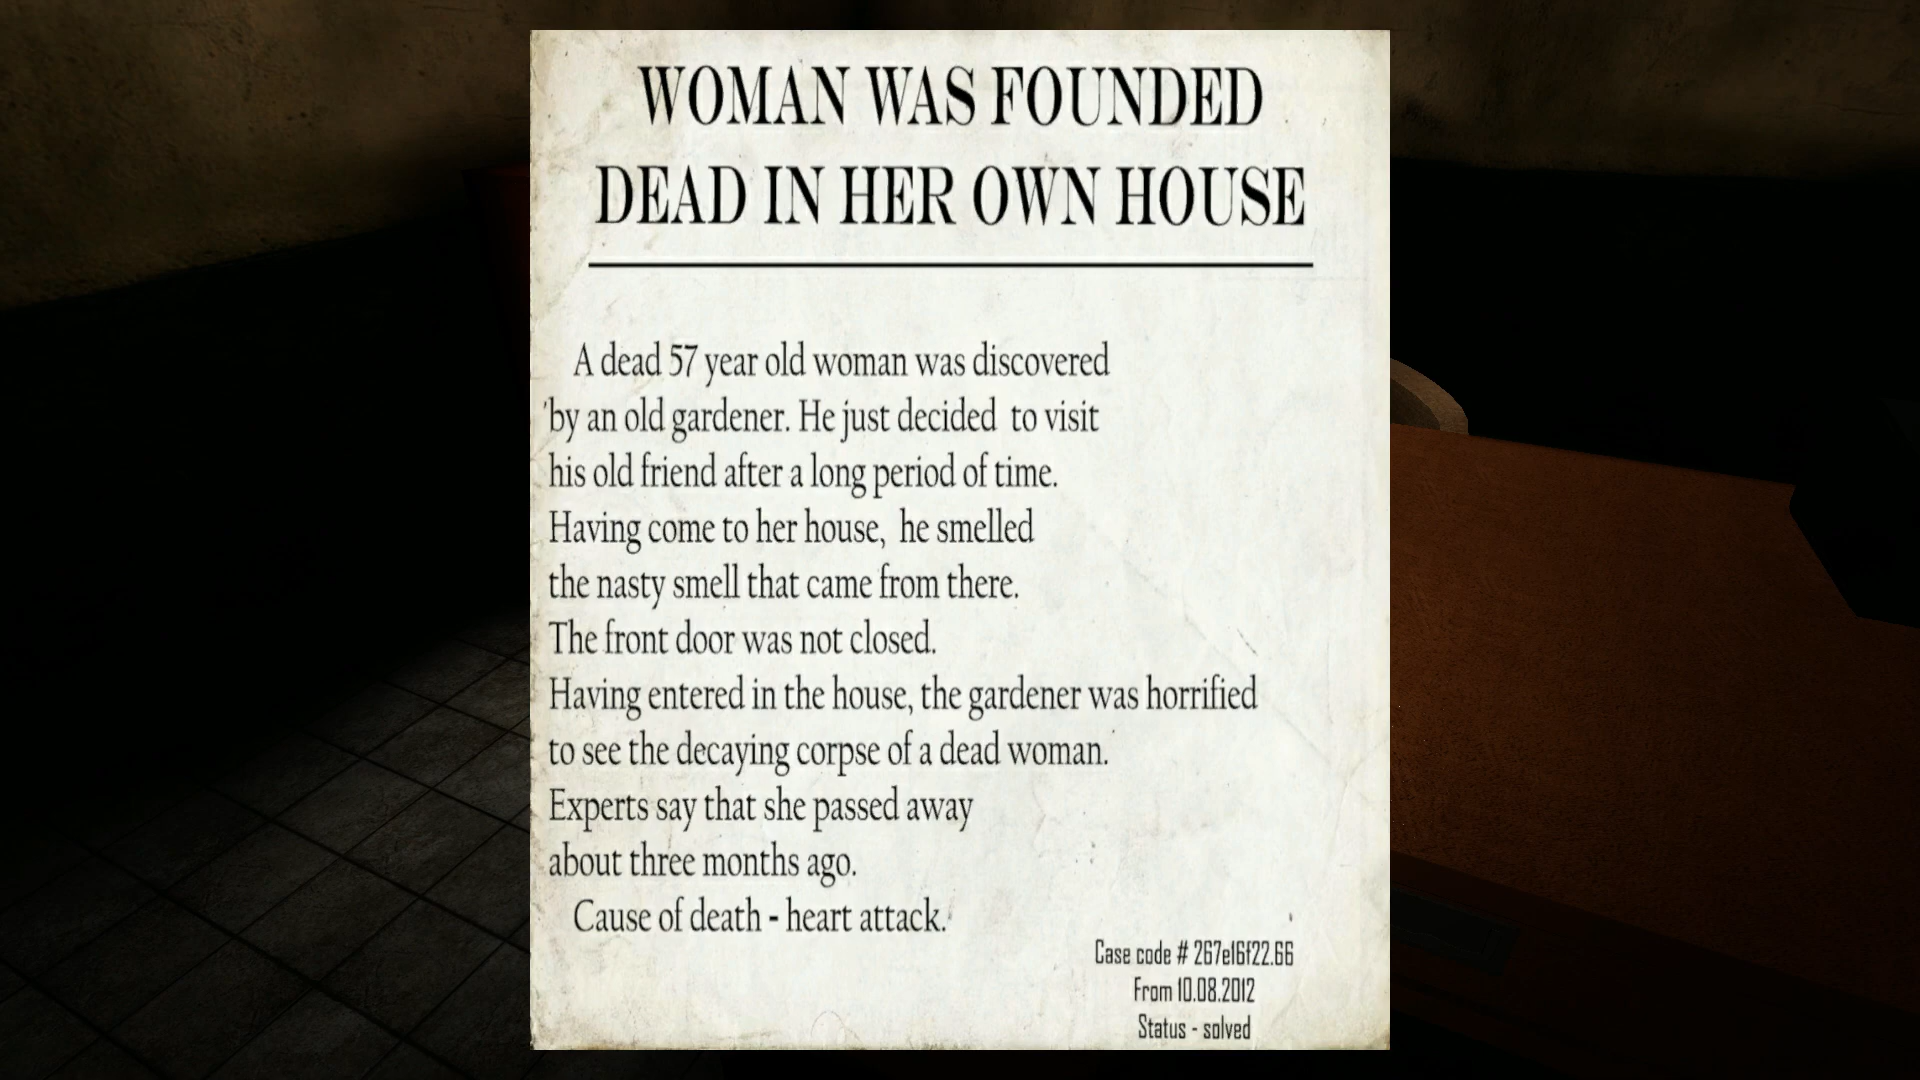 WOMAN WAS FOUNDED
DEAD IN HER OWN HOUSE
A dead 57 year old woman was discovered
by an old gardener. He just decided to visit
his old friend after a long period of time.
Having come to her house, he smelled
the nasty smell that came from there.
The front door was not closed.
Having entered in the house, the gardener was horrified
to see the decaying corpse of a dead woman.
Experts say that she passed away
about three months ago.
Cause of death - heart attack.
Case code # 267e16f22.66
From 10.08.2012
Status - solved